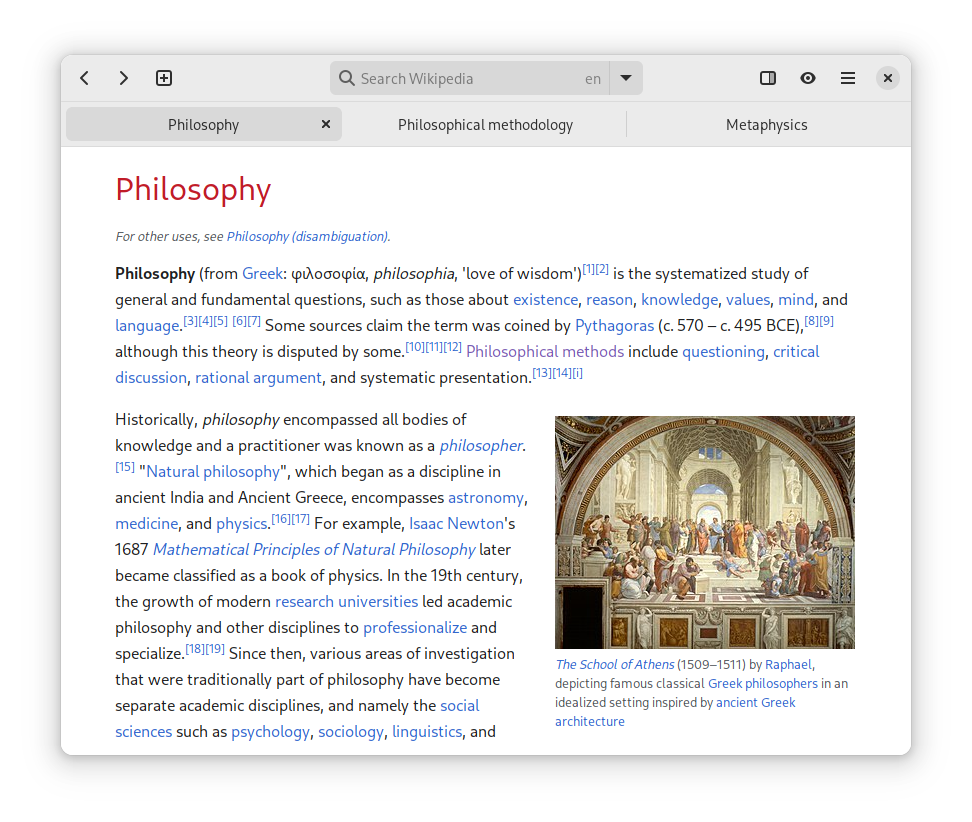 Search Wikipedia en
Philosophy Philosophical methodology Metaphysics
Philosophy
For other uses, see Philosophy (disambiguation).
Philosophy (from Greek: φιλοσοφία, philosophia, 'love of wisdom')[1][2] is the systematized study of
general and fundamental questions, such as those about existence, reason, knowledge, values, mind, and
language.[3][4][5] [6][7] Some sources claim the term was coined by Pythagoras (c. 570 – c. 495 BCE),[8][9]
although this theory is disputed by some.[10][11][12] Philosophical methods include questioning, critical
discussion, rational argument, and systematic presentation.[13][14][i]
Historically, philosophy encompassed all bodies of
knowledge and a practitioner was known as a philosopher.
[15] "Natural philosophy", which began as a discipline in
ancient India and Ancient Greece, encompasses astronomy,
medicine, and physics.[16][17] For example, Isaac Newton's
1687 Mathematical Principles of Natural Philosophy later
became classified as a book of physics. In the 19th century,
the growth of modern research universities led academic
philosophy and other disciplines to professionalize and
specialize.[18][19] Since then, various areas of investigation
that were traditionally part of philosophy have become
separate academic disciplines, and namely the social
sciences such as psychology, sociology, linguistics, and
The School of Athens (1509–1511) by Raphael,
depicting famous classical Greek philosophers in an
idealized setting inspired by ancient Greek
architecture